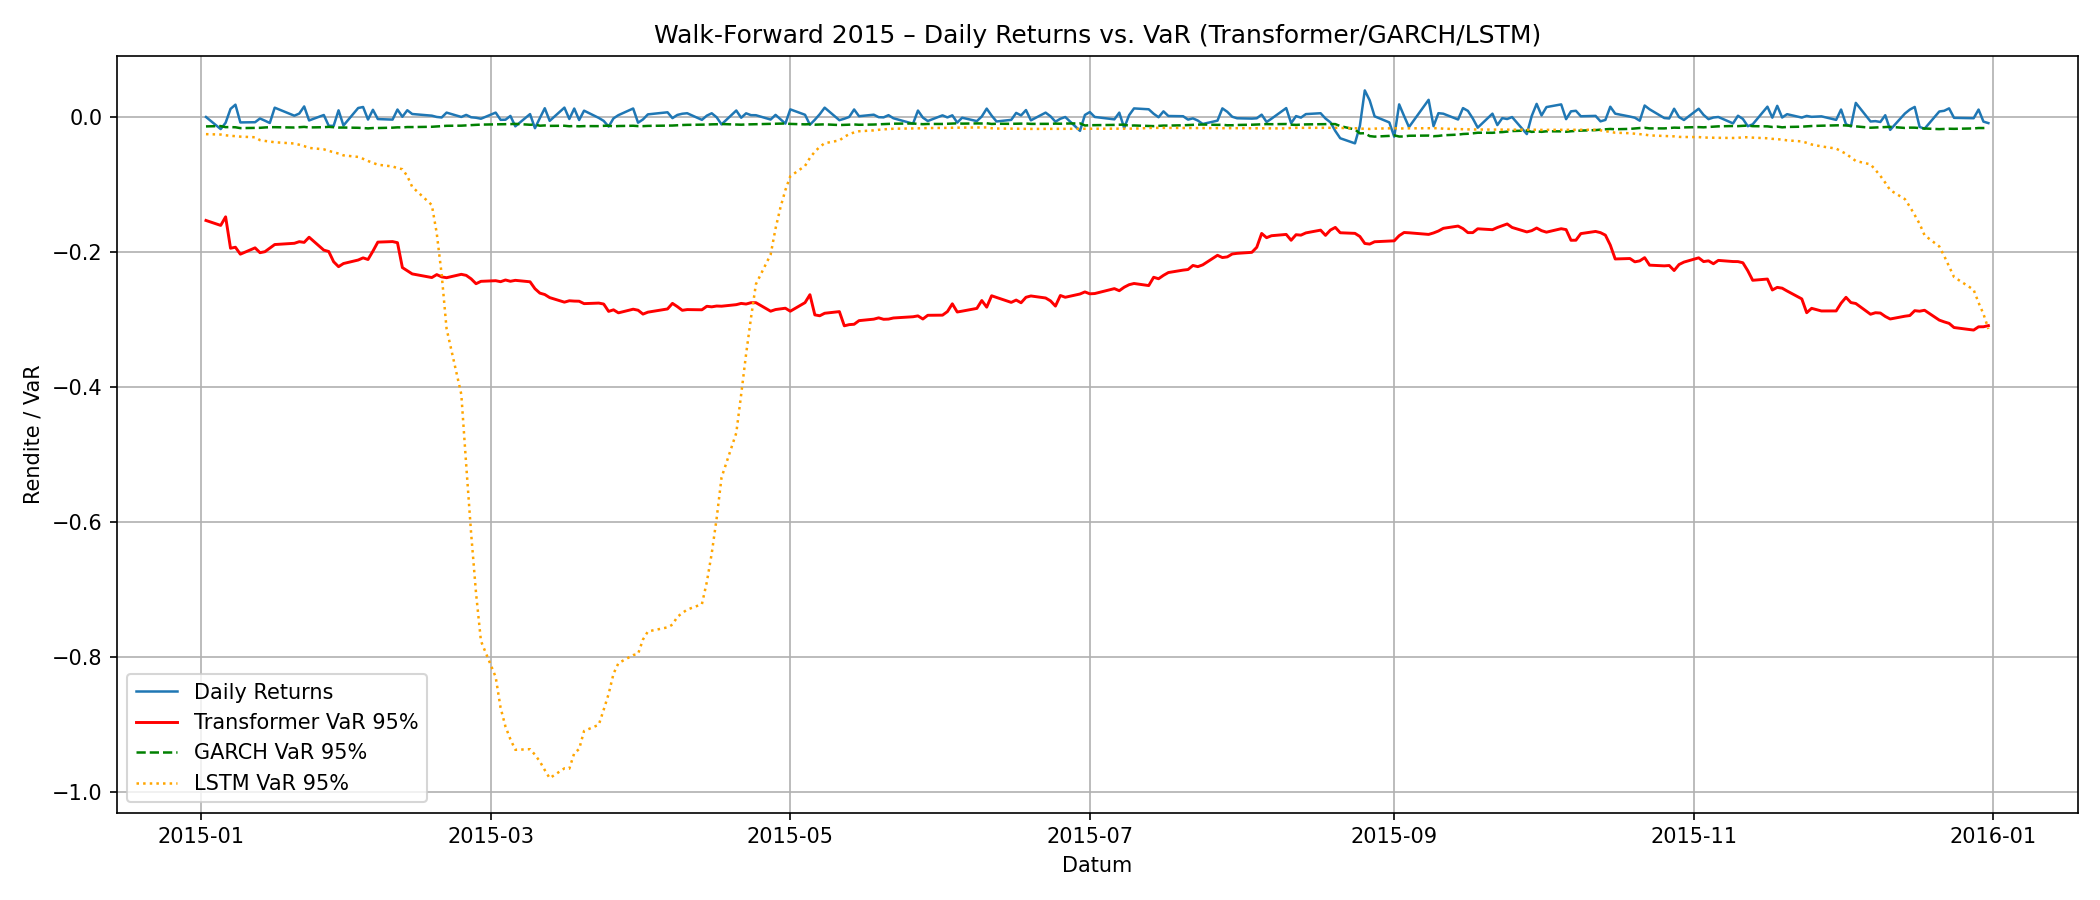 Walk-Forward 2015 – Daily Returns vs. VaR (Transformer/GARCH/LSTM)
Rendite / VaR
0.0
−0.2
−0.4
−0.6
−0.8
−1.0
Daily Returns
Transformer VaR 95%
GARCH VaR 95%
LSTM VaR 95%
2015-01 2015-03 2015-05 2015-07 2015-09 2015-11 2016-01
Datum